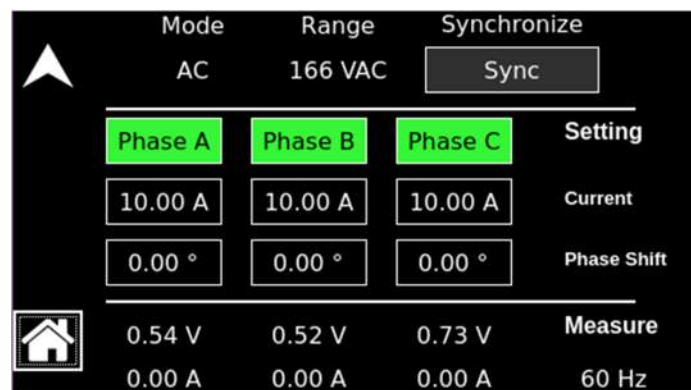 Mode Range Synchronize
AC 166 VAC Sync
Phase A Phase B Phase C Setting
10.00 A 10.00 A 10.00 A Current
0.00 ° 0.00 ° 0.00 ° Phase Shift
0.54 V 0.52 V 0.73 V Measure
0.00 A 0.00 A 0.00 A 60 Hz